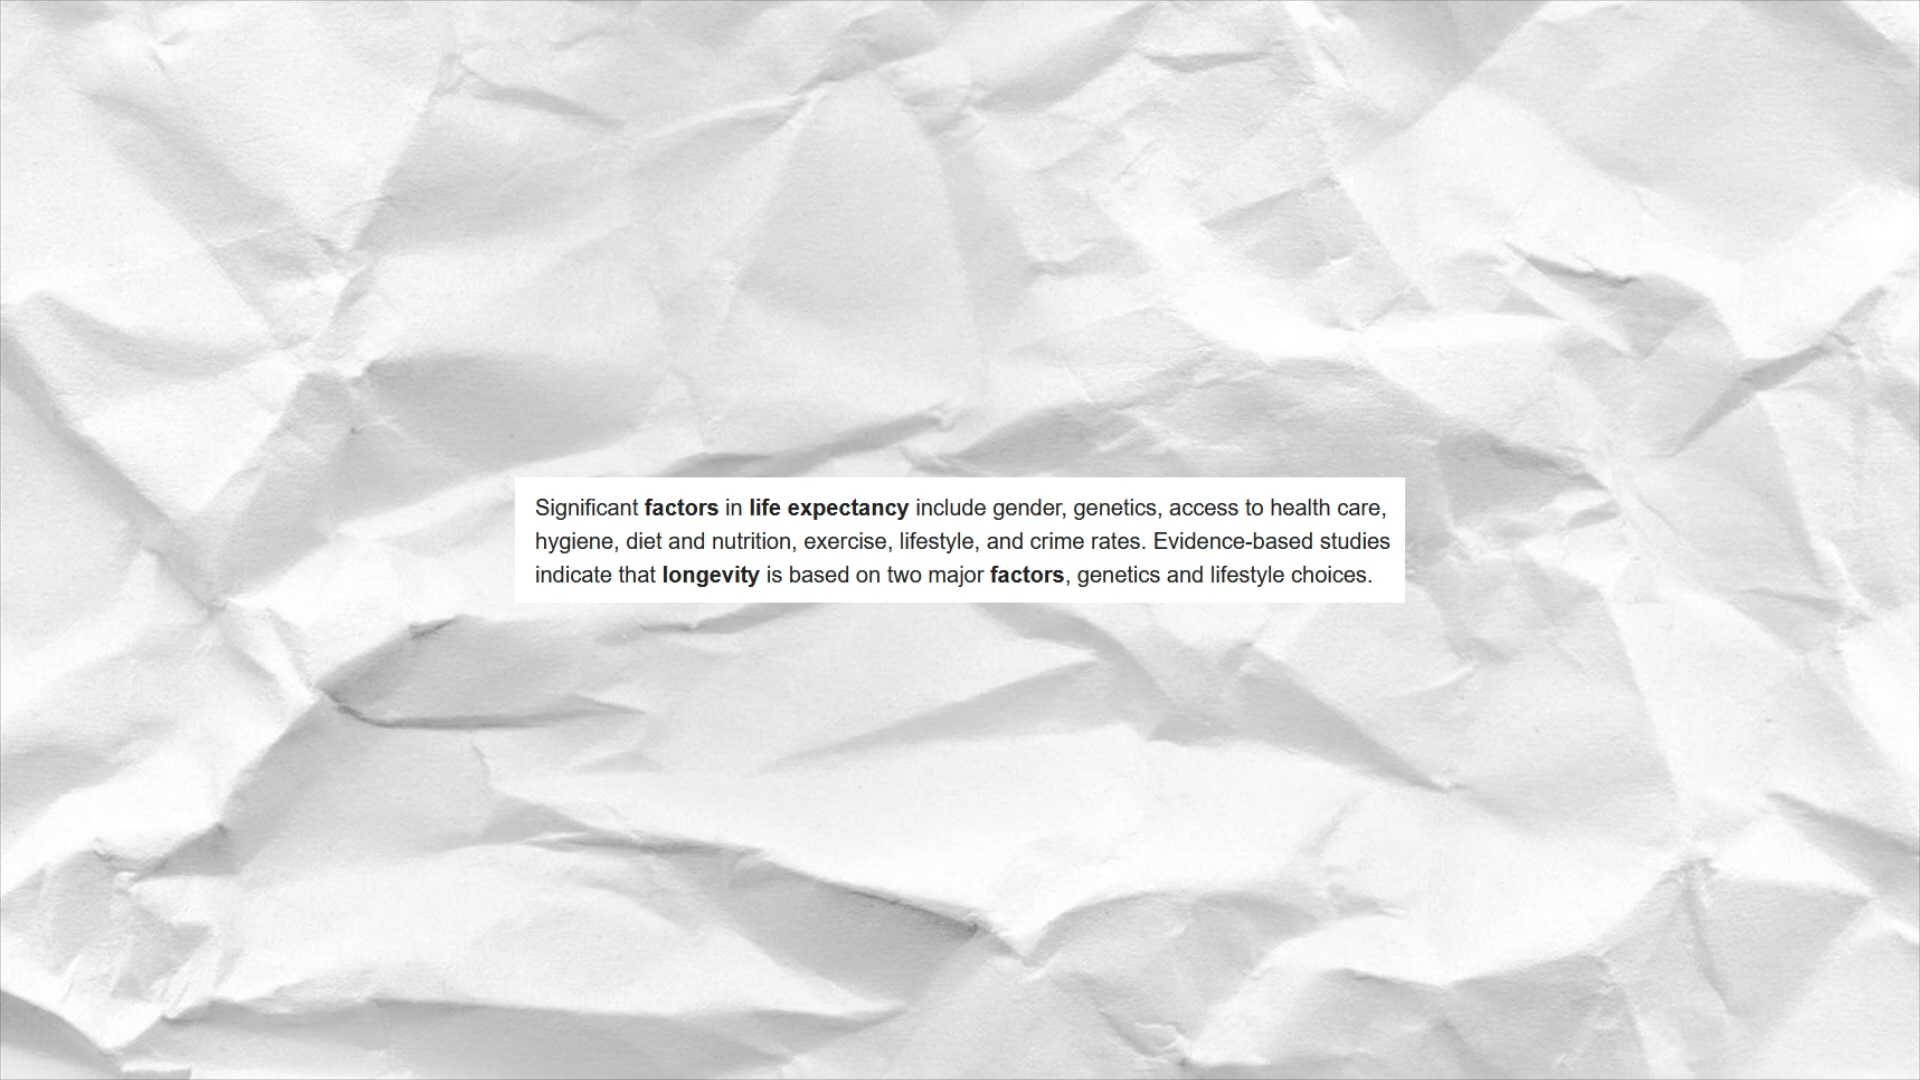 Significant factors in life expectancy include gender, genetics, access to health care,
hygiene, diet and nutrition, exercise, lifestyle, and crime rates. Evidence-based studies
indicate that longevity is based on two major factors, genetics and lifestyle choices.